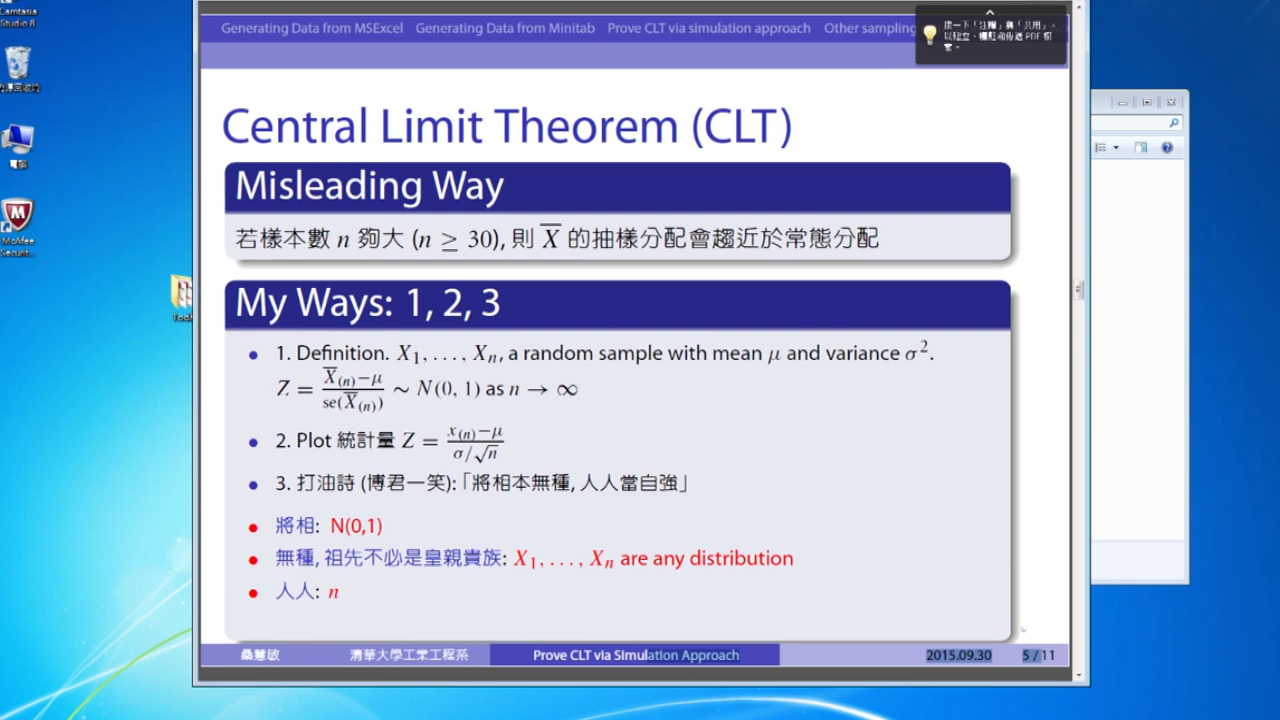 Camtasia
Studio 8
Generating Data from MSExcel Generating Data from Minitab Prove CLT via simulation approach Other sampling
Central Limit Theorem (CLT)
Misleading Way
若樣本數 n 夠大 (n ≥ 30), 則 X̅ 的抽樣分配會趨近於常態分配
My Ways: 1, 2, 3
• 1. Definition. X₁, . . . , Xₙ, a random sample with mean μ and variance σ².
Z = (X̅₍ₙ₎−μ)/(se(X̅₍ₙ₎)) ∼ N(0, 1) as n → ∞
• 2. Plot 統計量 Z = (x₍ₙ₎−μ)/(σ/√n)
• 3. 打油詩 (博君一笑): 「將相本無種, 人人當自強」
• 將相: N(0,1)
• 無種, 祖先不必是皇親貴族: X₁, . . . , Xₙ are any distribution
• 人人: n
桑慧敏 清華大學工業工程系 Prove CLT via Simulation Approach 2015.09.30 5 / 11
McAfee
Securit...